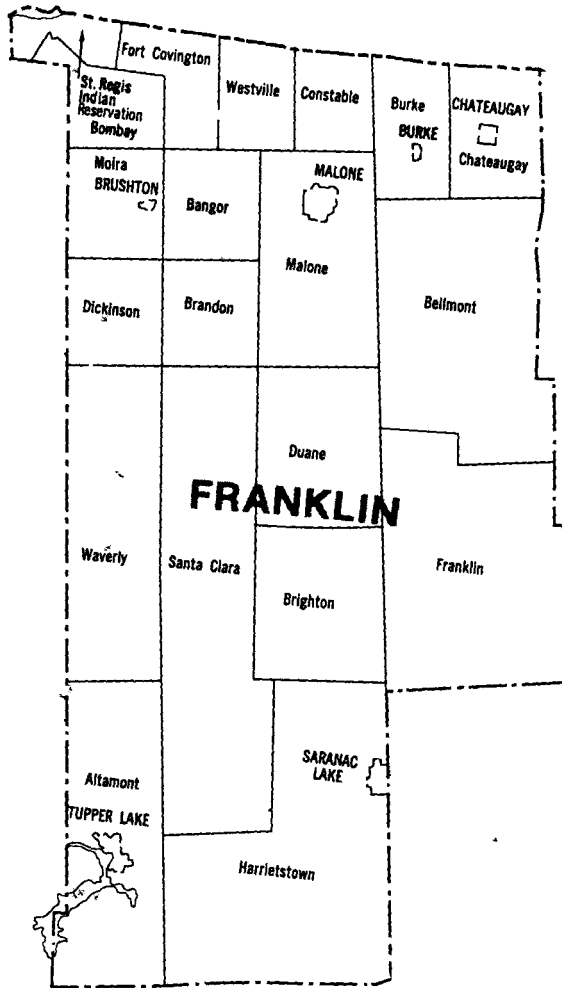 Fort Covington
St. Regis
Indian
Reservation
Bombay
Westville
Constable
Burke
BURKE
CHATEAUGAY
Chateaugay
Moira
BRUSHTON
Bangor
MALONE
Malone
Bellmont
Dickinson
Brandon
Duane
FRANKLIN
Waverly
Santa Clara
Brighton
Franklin
SARANAC
LAKE
Altamont
TUPPER LAKE
Harrietstown